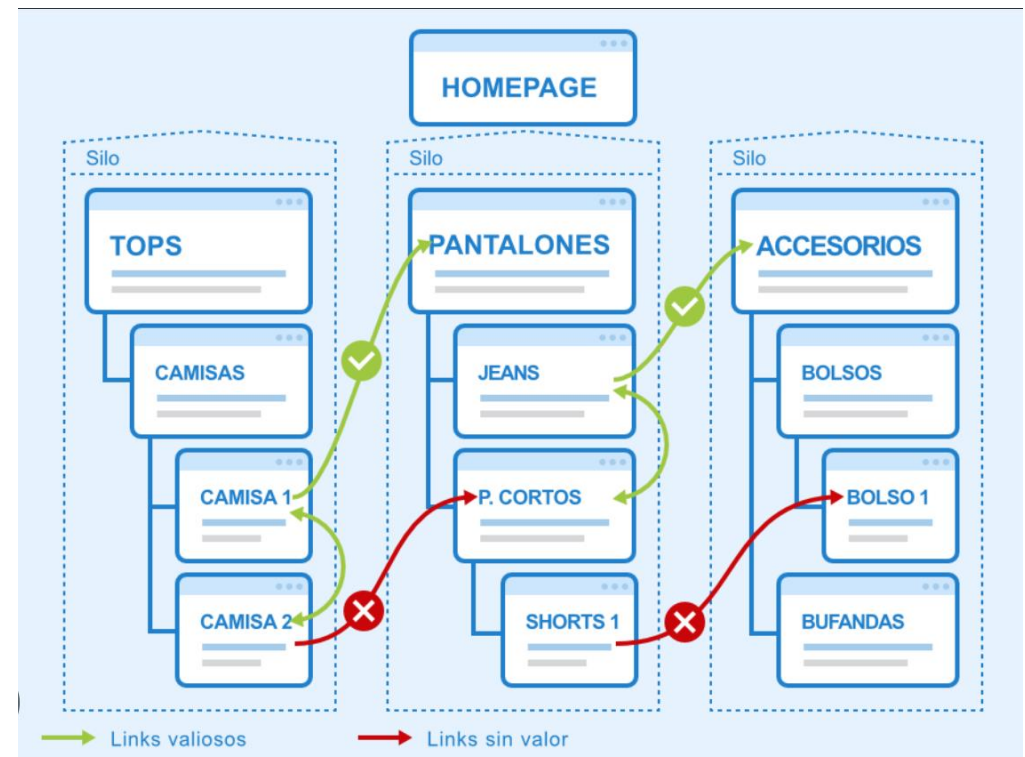 HOMEPAGE
Silo
TOPS
CAMISAS
CAMISA 1
CAMISA 2
Silo
PANTALONES
JEANS
P. CORTOS
SHORTS 1
Silo
ACCESORIOS
BOLSOS
BOLSO 1
BUFANDAS
Links valiosos
Links sin valor